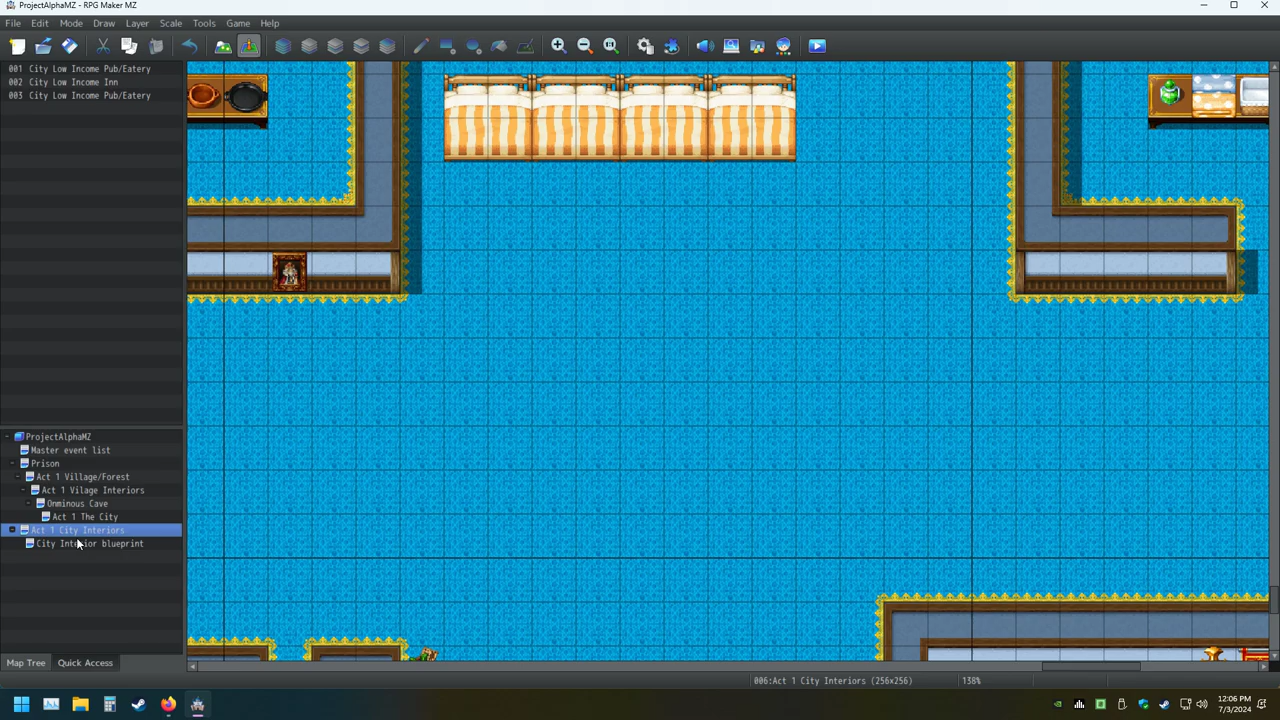 ProjectAlphaMZ - RPG Maker MZ
File Edit Mode Draw Layer Scale Tools Game Help
001 City Low Income Pub/Eatery
002 City Low Income Inn
003 City Low Income Pub/Eatery
ProjectAlphaMZ
Master event list
Prison
Act 1 Village/Forest
Act 1 Vilage Interiors
Onminous Cave
Act 1 The City
Act 1 City Interiors
City Interior blueprint
Map Tree Quick Access
006:Act 1 City Interiors (256x256) 138%
12:06 PM
7/3/2024